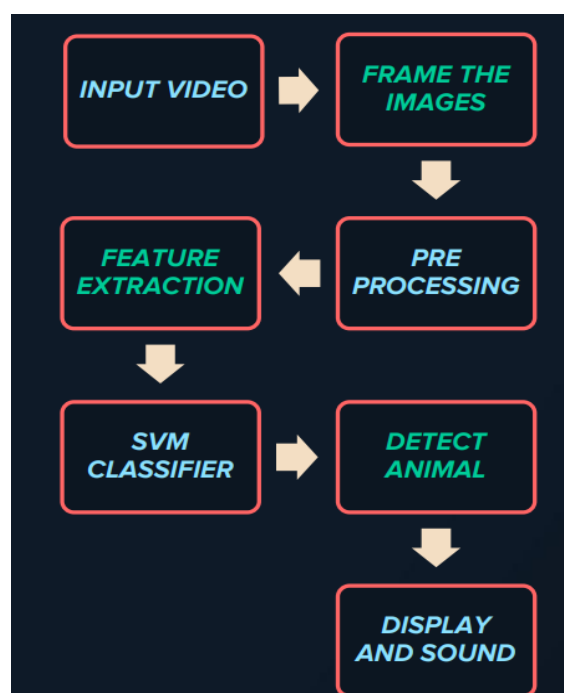 INPUT VIDEO
FRAME THE
IMAGES
PRE
PROCESSING
FEATURE
EXTRACTION
SVM
CLASSIFIER
DETECT
ANIMAL
DISPLAY
AND SOUND